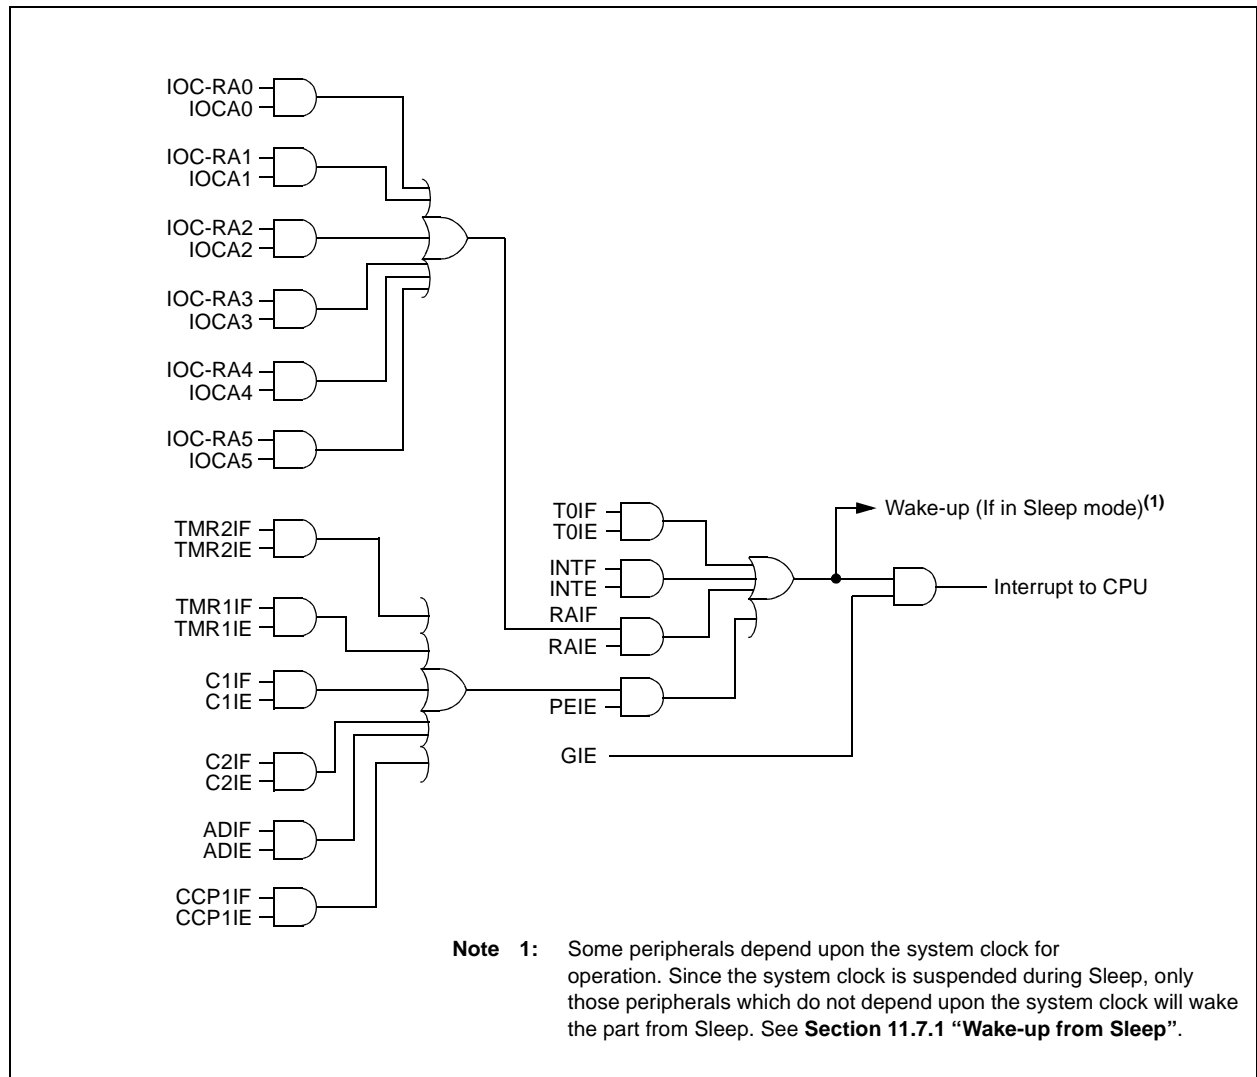 IOC-RA0
IOCA0
IOC-RA1
IOCA1
IOC-RA2
IOCA2
IOC-RA3
IOCA3
IOC-RA4
IOCA4
IOC-RA5
IOCA5
TMR2IF
TMR2IE
TMR1IF
TMR1IE
C1IF
C1IE
C2IF
C2IE
ADIF
ADIE
CCP1IF
CCP1IE
T0IF
T0IE
INTF
INTE
RAIF
RAIE
PEIE
GIE
Wake-up (If in Sleep mode)(1)
Interrupt to CPU
Note 1: Some peripherals depend upon the system clock for
operation. Since the system clock is suspended during Sleep, only
those peripherals which do not depend upon the system clock will wake
the part from Sleep. See Section 11.7.1 “Wake-up from Sleep”.